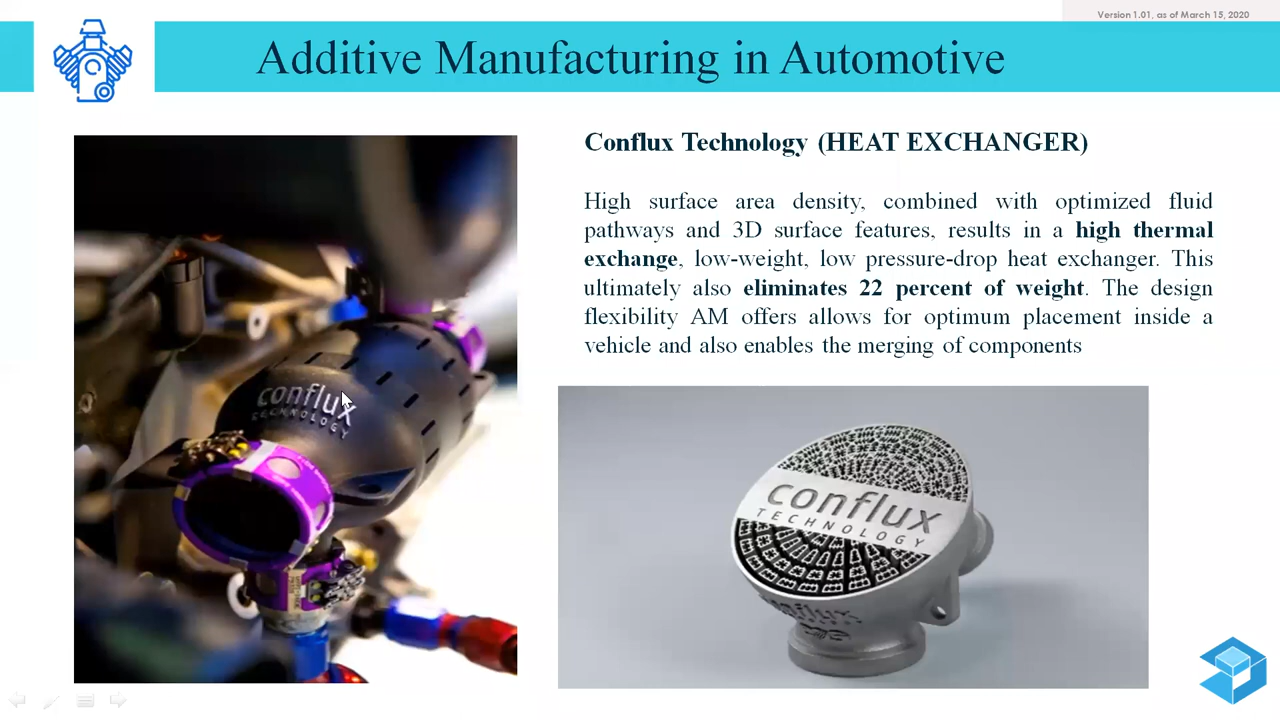 Version 1.01, as of March 15, 2020
Additive Manufacturing in Automotive
Conflux Technology (HEAT EXCHANGER)
High surface area density, combined with optimized fluid
pathways and 3D surface features, results in a high thermal
exchange, low-weight, low pressure-drop heat exchanger. This
ultimately also eliminates 22 percent of weight. The design
flexibility AM offers allows for optimum placement inside a
vehicle and also enables the merging of components
conflux
TECHNOLOGY
conflux
TECHNOLOGY
conflux